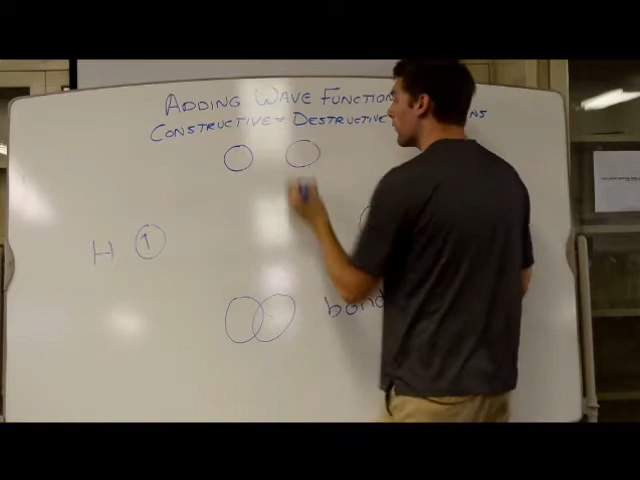 ADDING WAVE FUNCTION
CONSTRUCTIVE + DESTRUCTIVE
H 1
bond